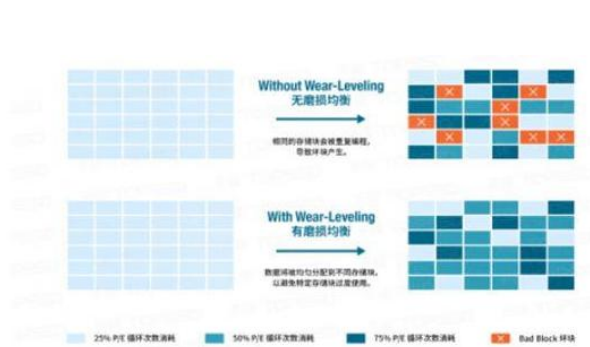 Without Wear-Leveling
无磨损均衡
相同的存储块会被重复编程，
导致坏块产生。
With Wear-Leveling
有磨损均衡
数据将被均匀分配到不同存储块，
以避免特定存储块过度使用。
25% P/E 循环次数消耗
50% P/E 循环次数消耗
75% P/E 循环次数消耗
Bad Block 坏块